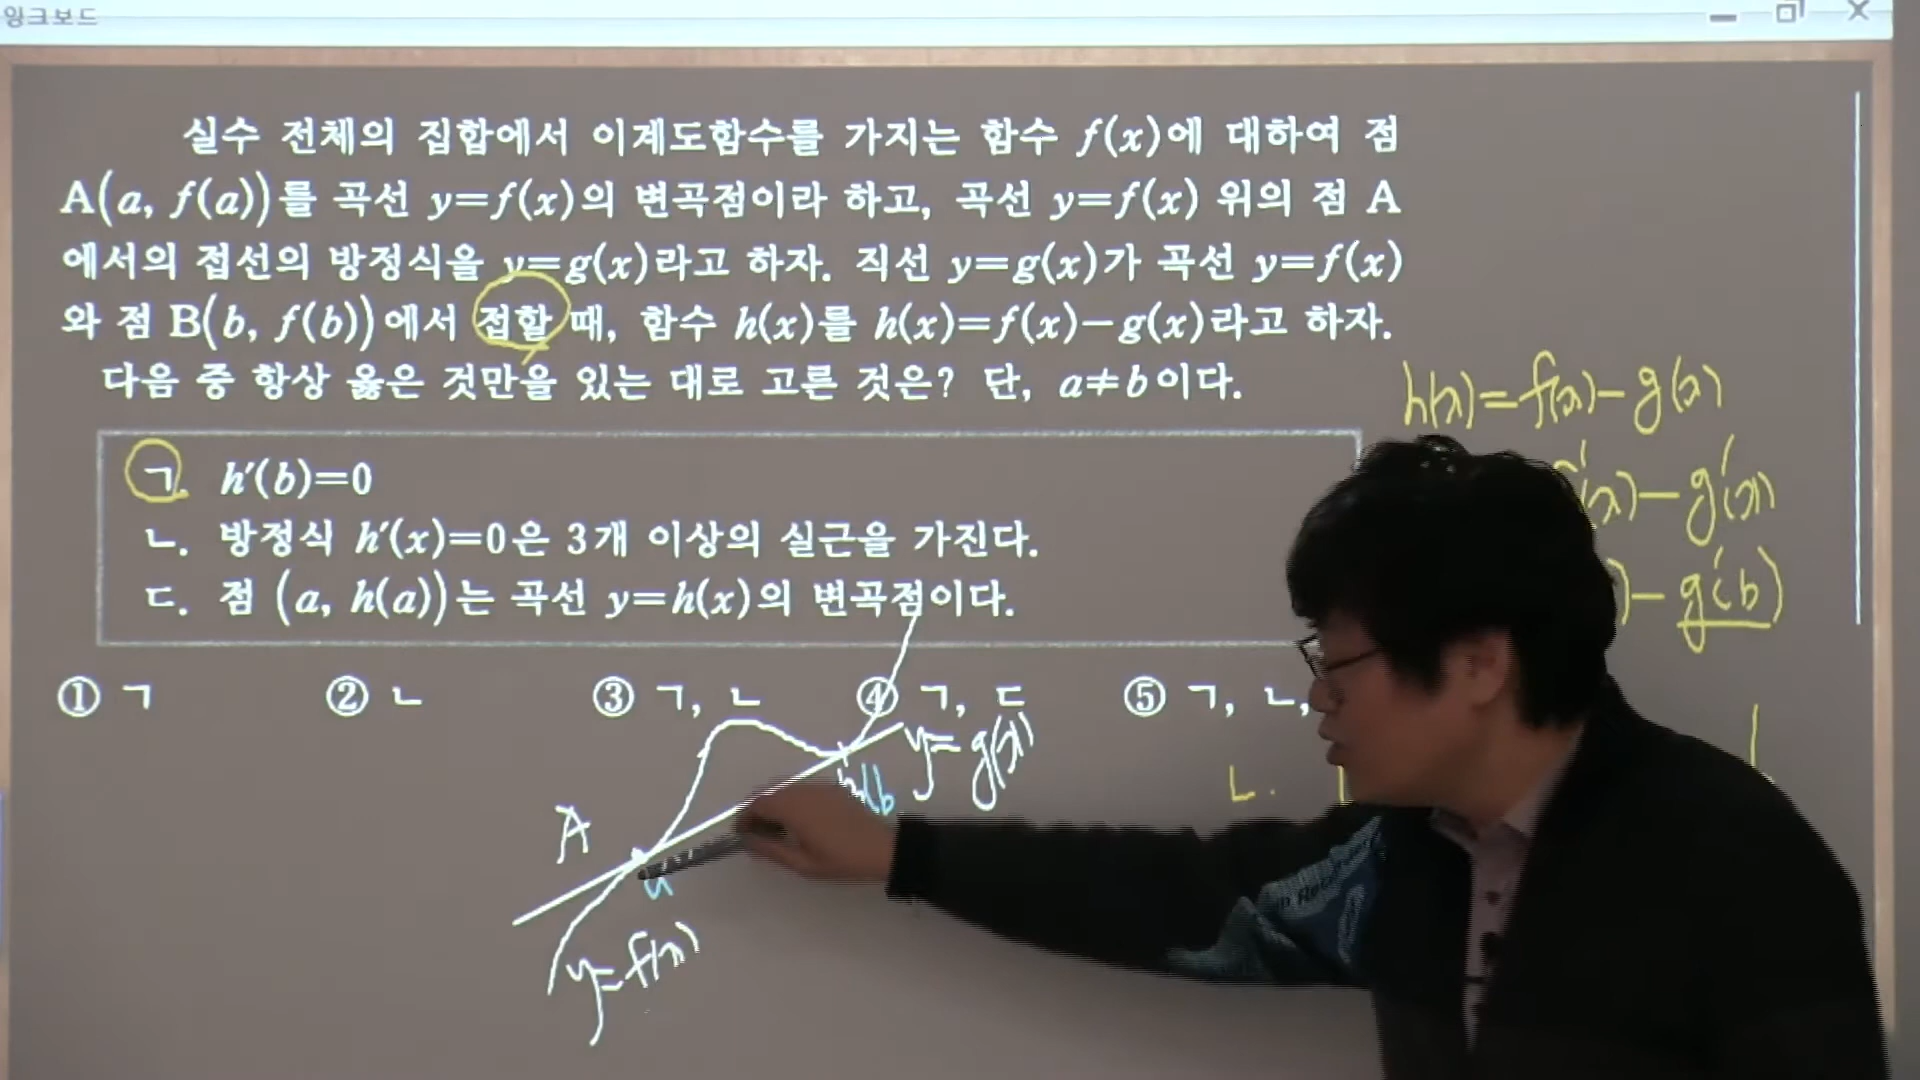 잉크보드
실수 전체의 집합에서 이계도함수를 가지는 함수 f(x)에 대하여 점
A(a, f(a))를 곡선 y=f(x)의 변곡점이라 하고, 곡선 y=f(x) 위의 점 A
에서의 접선의 방정식을 y=g(x)라고 하자. 직선 y=g(x)가 곡선 y=f(x)
와 점 B(b, f(b))에서 접할 때, 함수 h(x)를 h(x)=f(x)-g(x)라고 하자.
다음 중 항상 옳은 것만을 있는 대로 고른 것은? 단, a≠b이다.
h(x)=f(x)-g(x)
ㄱ. h′(b)=0
′(x)-g′(x)
ㄴ. 방정식 h′(x)=0은 3개 이상의 실근을 가진다.
)-g′(b)
ㄷ. 점 (a, h(a))는 곡선 y=h(x)의 변곡점이다.
① ㄱ ② ㄴ ③ ㄱ, ㄴ ④ ㄱ, ㄷ ⑤ ㄱ, ㄴ,
y=g(x)
ㄴ.
b
A
a
y=f(x)